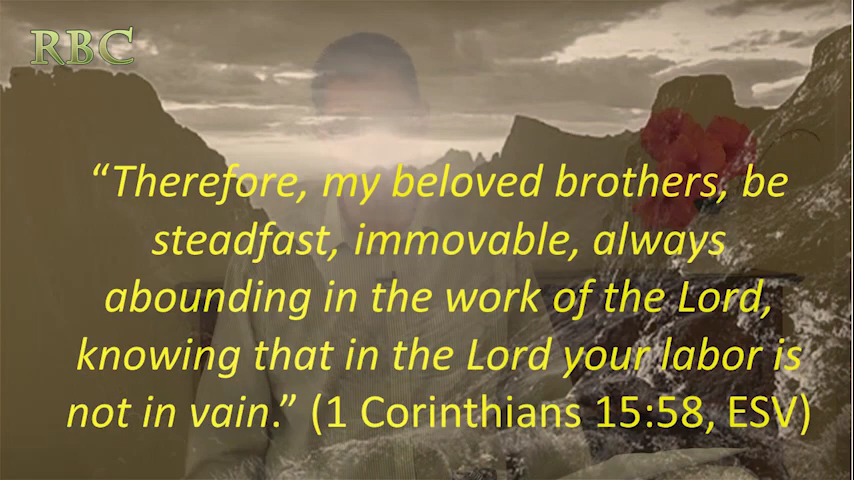 RBC
“Therefore, my beloved brothers, be
steadfast, immovable, always
abounding in the work of the Lord,
knowing that in the Lord your labor is
not in vain.” (1 Corinthians 15:58, ESV)